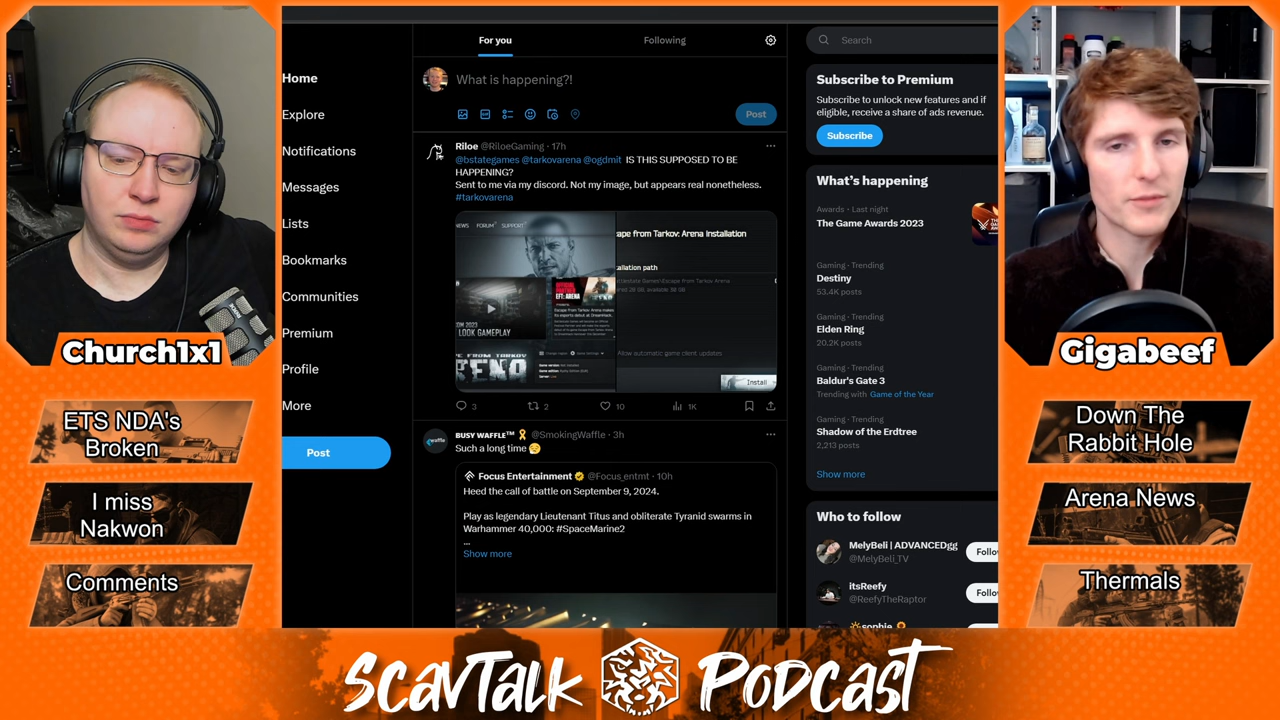 Church1x1
ETS NDA's
Broken
I miss
Nakwon
Comments
Home
Explore
Notifications
Messages
Lists
Bookmarks
Communities
Premium
Profile
More
Post
For you
Following
What is happening?!
Post
Riloe @RiloeGaming · 17h
@bstategames @tarkovarena @ogdmit IS THIS SUPPOSED TO BE
HAPPENING?
Sent to me via my discord. Not my image, but appears real nonetheless.
#tarkovarena
NEWS FORUM SUPPORT
LOOK GAMEPLAY
ape from Tarkov: Arena Installation
allation path
Allow automatic game client updates
Install
3
2
10
1K
BUSY WAFFLE™ @SmokingWaffle · 3h
Such a long time
Focus Entertainment @Focus_entmt · 10h
Heed the call of battle on September 9, 2024.
Play as legendary Lieutenant Titus and obliterate Tyranid swarms in
Warhammer 40,000: #SpaceMarine2
...
Show more
Search
Subscribe to Premium
Subscribe to unlock new features and if
eligible, receive a share of ads revenue.
Subscribe
What's happening
Awards · Last night
The Game Awards 2023
Gaming · Trending
Destiny
53.4K posts
Gaming · Trending
Elden Ring
20.2K posts
Gaming · Trending
Baldur's Gate 3
Trending with Game of the Year
Gaming · Trending
Shadow of the Erdtree
2,213 posts
Show more
Who to follow
MelyBeli | ADVANCEDgg
@MelyBeli_TV
Follo
itsReefy
@ReefyTheRaptor
Follo
sophie
Gigabeef
Down The
Rabbit Hole
Arena News
Thermals
ScavTalk Podcast